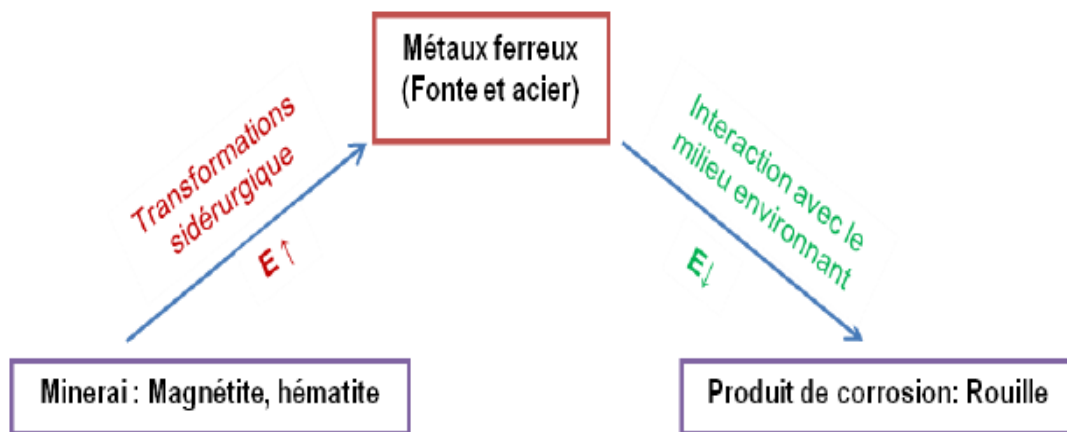 Métaux ferreux
(Fonte et acier)
Transformations
sidérurgique
E ↑
Interaction avec le
milieu environnant
E↓
Minerai : Magnétite, hématite
Produit de corrosion: Rouille